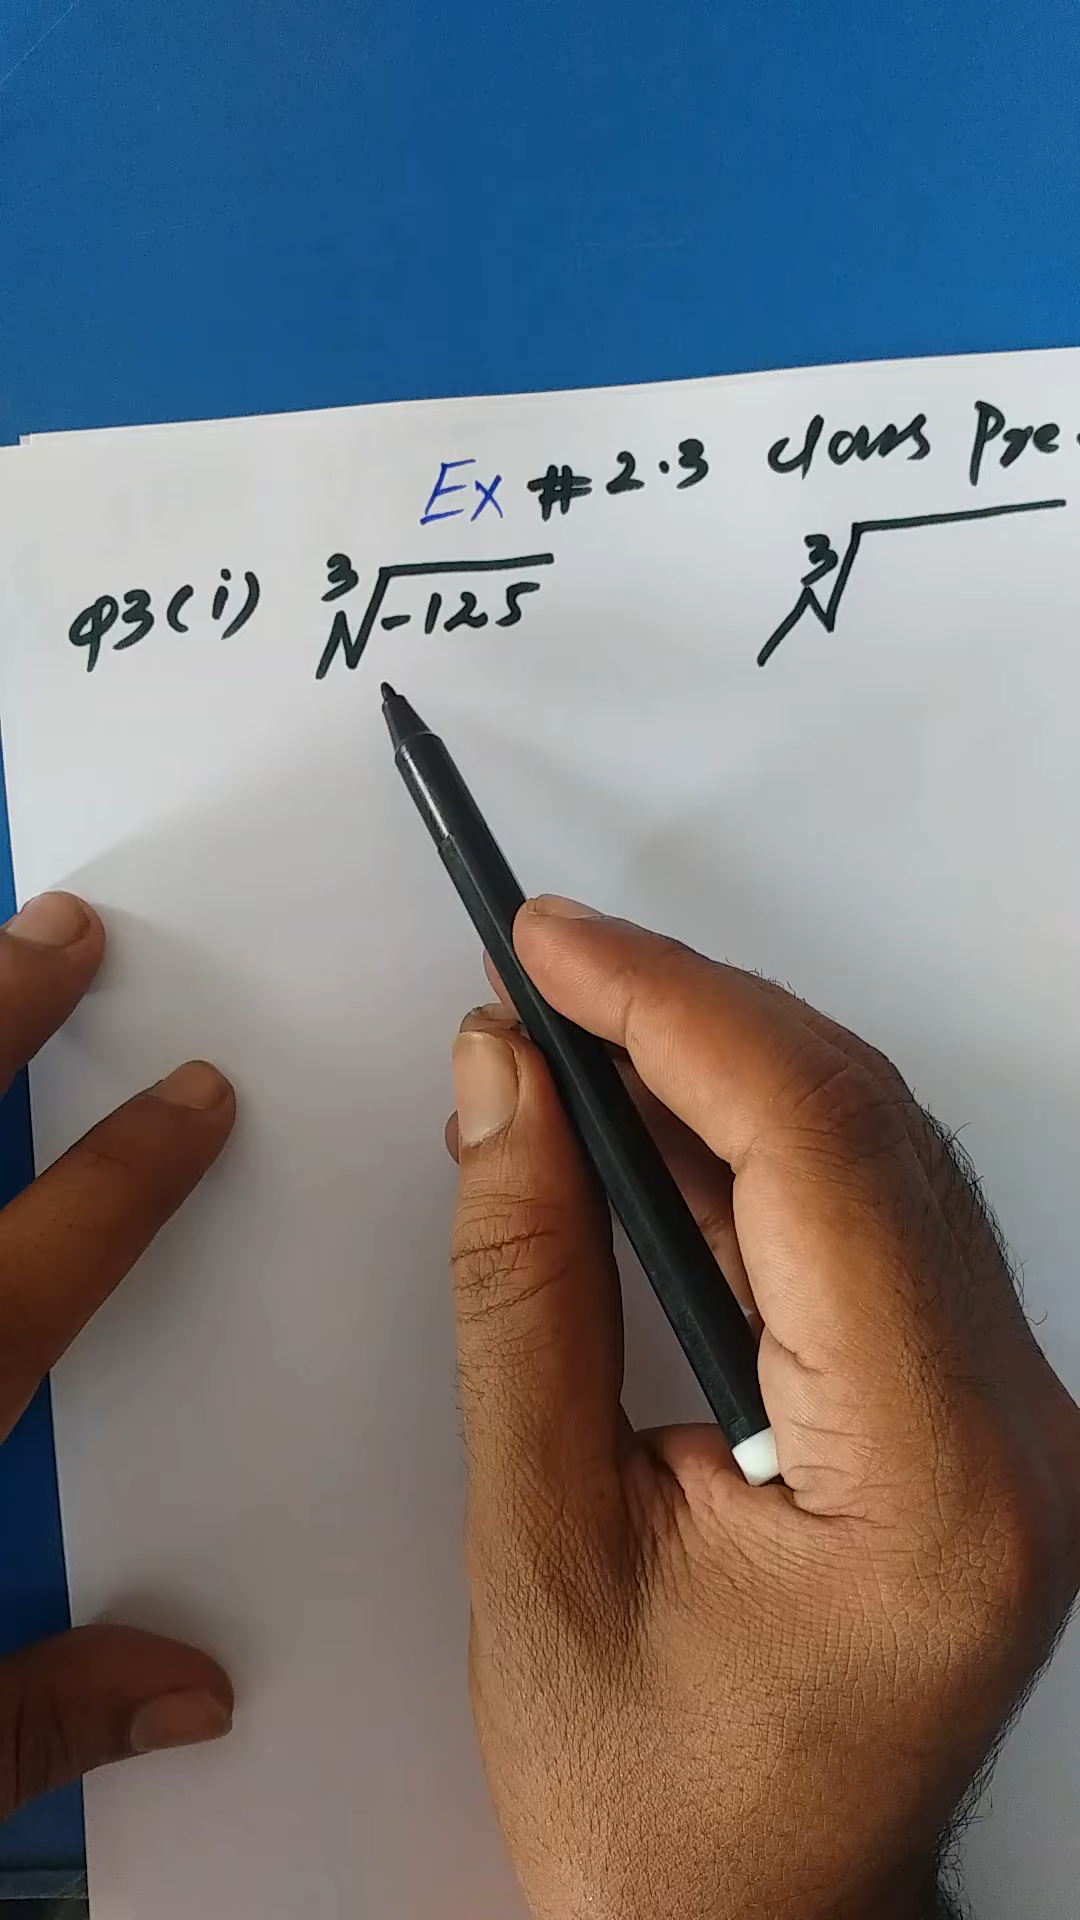 Ex # 2.3 class Pre-
Q3(i) ∛-125 ∛